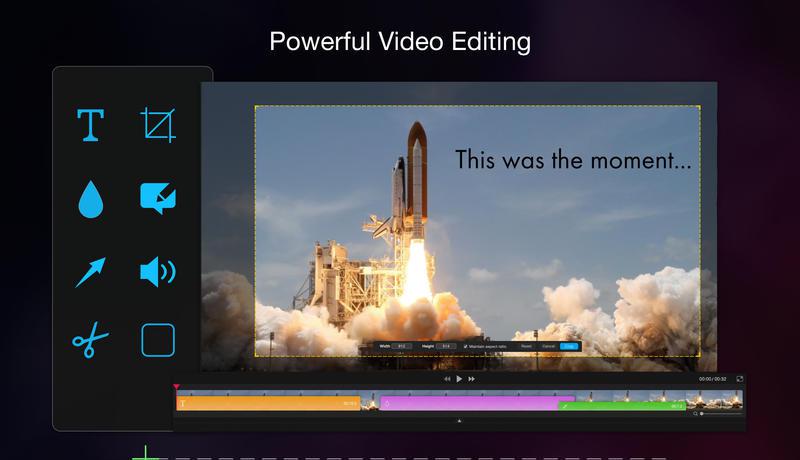 Powerful Video Editing
T
This was the moment...
Width 912 Height 514 Maintain aspect ratio Reset Cancel Crop
00:00 / 00:32
T